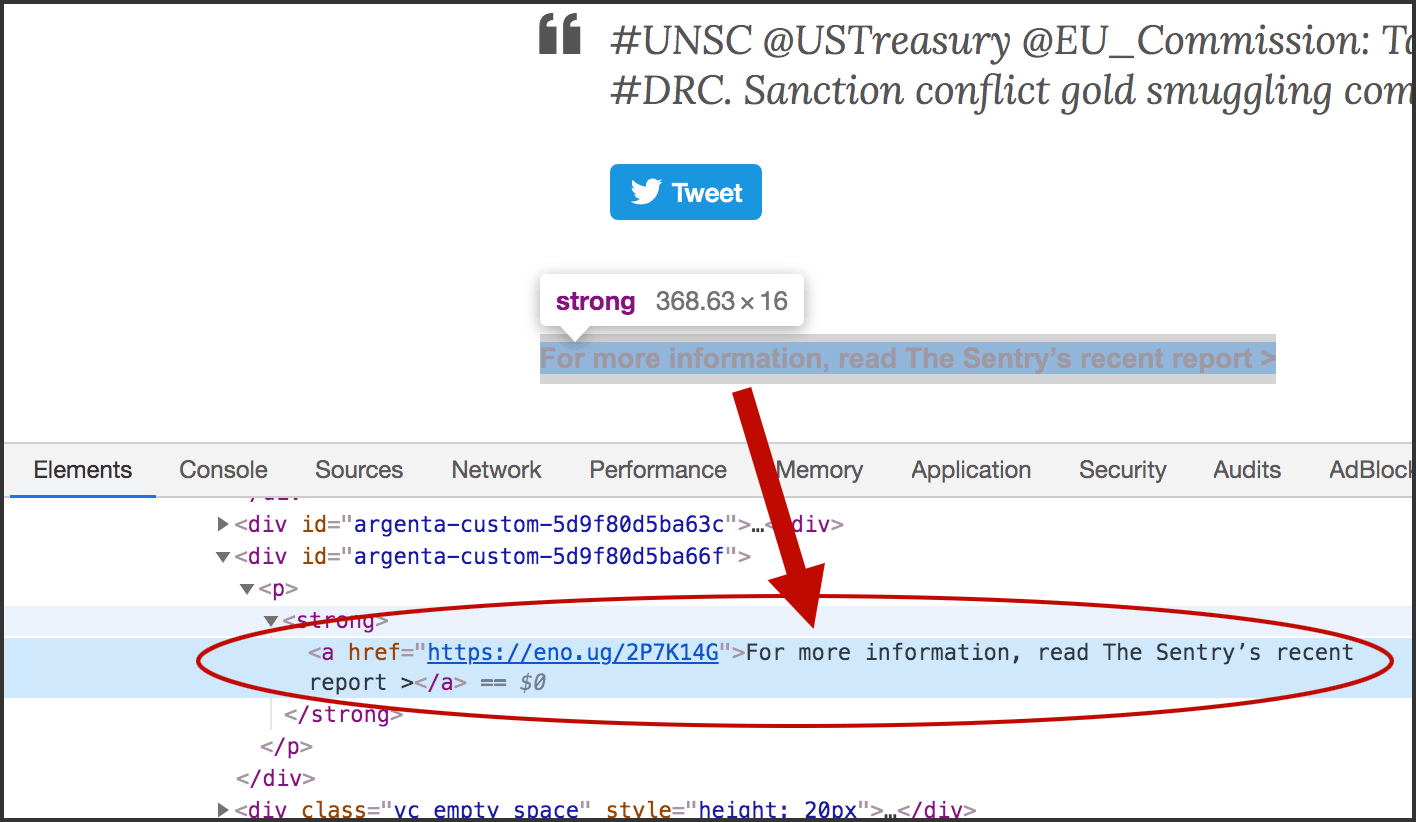 #UNSC @USTreasury @EU_Commission:
#DRC. Sanction conflict gold smuggling
Tweet
strong 368.63 × 16
For more information, read The Sentry’s recent report >
Elements Console Sources Network Performance Memory Application Security Audits AdBlock
▶<div id="argenta-custom-5d9f80d5ba63c">…</div>
▼<div id="argenta-custom-5d9f80d5ba66f">
▼<p>
▼<strong>
<a href="https://eno.ug/2P7K14G">For more information, read The Sentry’s recent
report ></a> == $0
</strong>
</p>
</div>
▶<div class="vc_empty_space" style="height: 20px">…</div>